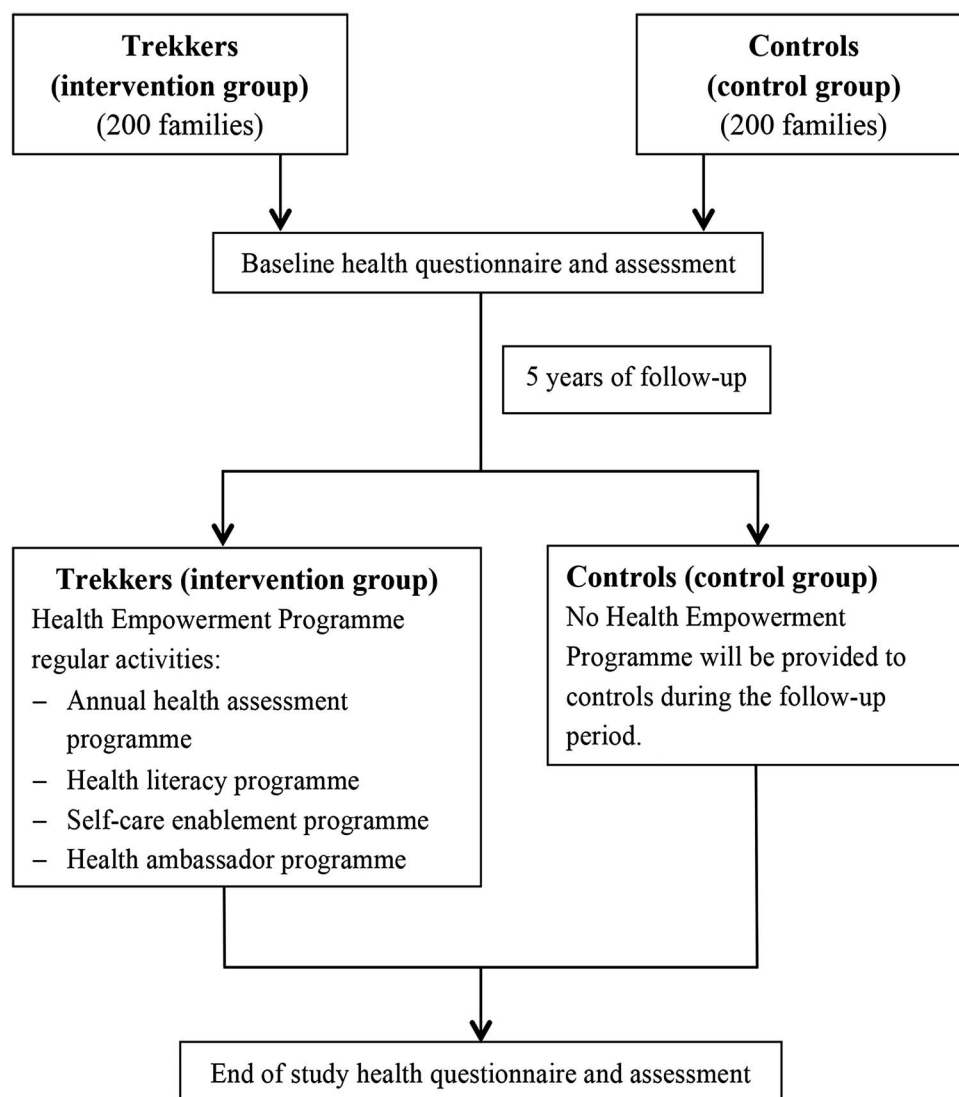 Trekkers
(intervention group)
(200 families)
Controls
(control group)
(200 families)
Baseline health questionnaire and assessment
5 years of follow-up
Trekkers (intervention group)
Health Empowerment Programme
regular activities:
– Annual health assessment
programme
– Health literacy programme
– Self-care enablement programme
– Health ambassador programme
Controls (control group)
No Health Empowerment
Programme will be provided to
controls during the follow-up
period.
End of study health questionnaire and assessment